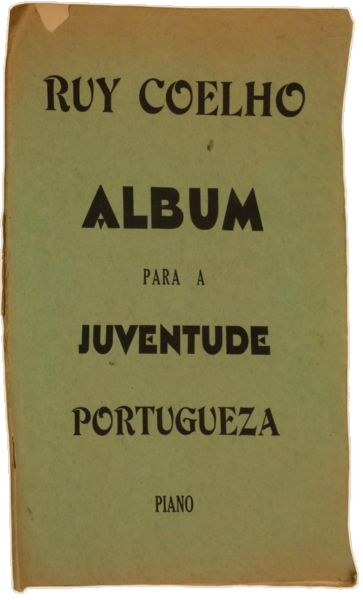 RUY COELHO
ALBUM
PARA A
JUVENTUDE
PORTUGUEZA
PIANO